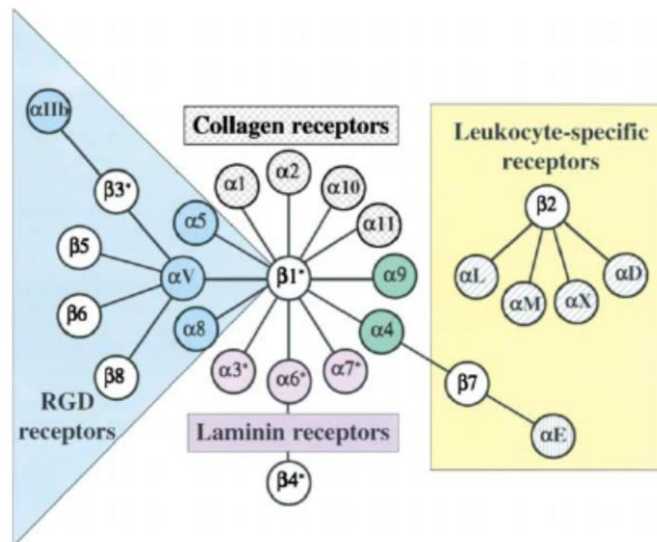 αIIb
Collagen receptors
Leukocyte-specific
receptors
β3*
α1
α2
α10
α11
β2
α5
β5
αV
β1*
α9
αL
αM
αX
αD
β6
α8
α4
β8
α3*
α6*
α7*
β7
RGD
receptors
Laminin receptors
αE
β4*